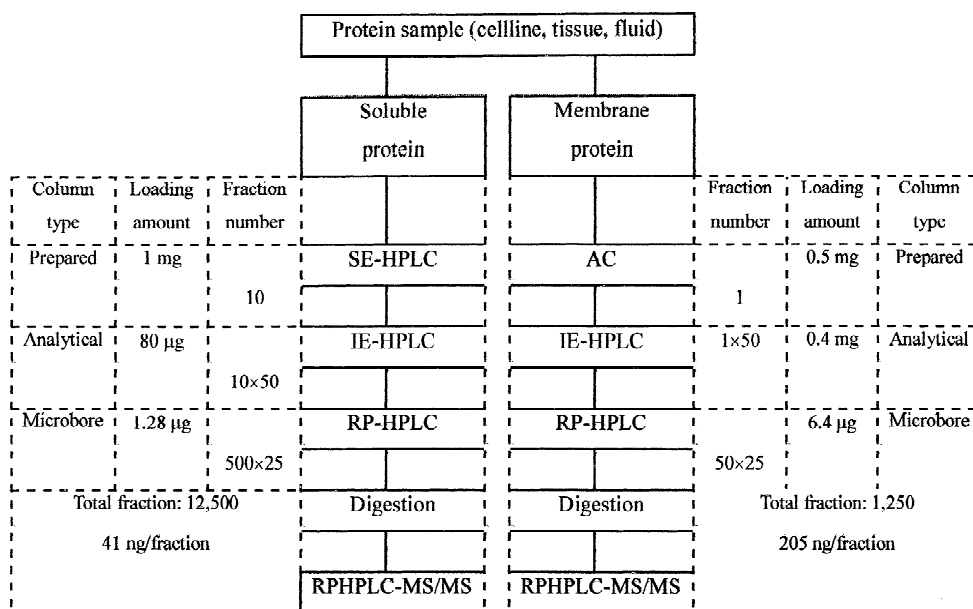 Protein sample (cellline, tissue, fluid)
Soluble protein
Membrane protein
Column type
Loading amount
Fraction number
Fraction number
Loading amount
Column type
Prepared
1 mg
SE-HPLC
AC
0.5 mg
Prepared
10
1
Analytical
80 μg
IE-HPLC
IE-HPLC
1×50
0.4 mg
Analytical
10×50
Microbore
1.28 μg
RP-HPLC
RP-HPLC
6.4 μg
Microbore
500×25
50×25
Total fraction: 12,500
Digestion
Digestion
Total fraction: 1,250
41 ng/fraction
205 ng/fraction
RPHPLC-MS/MS
RPHPLC-MS/MS